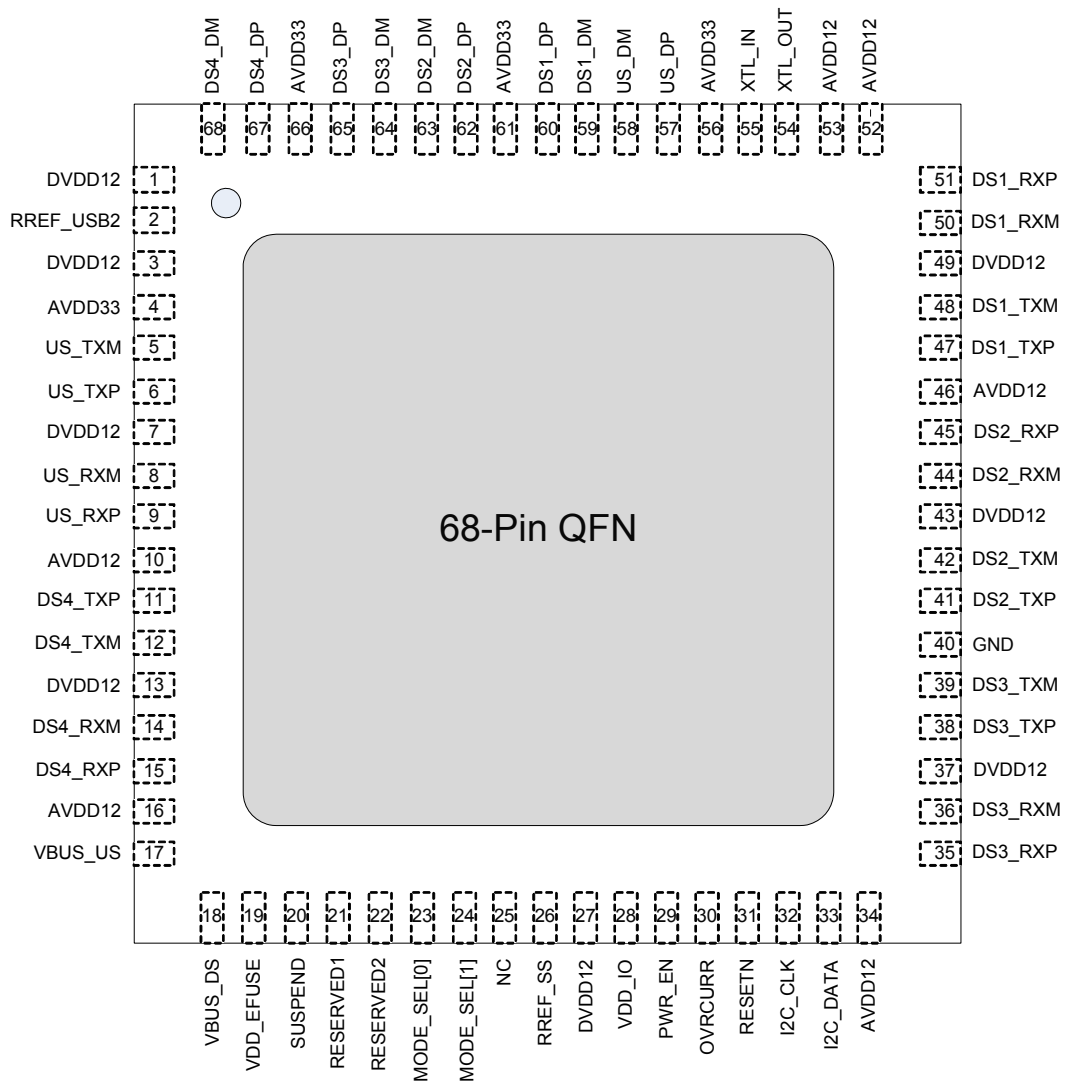 DS4_DM
DS4_DP
AVDD33
DS3_DP
DS3_DM
DS2_DM
DS2_DP
AVDD33
DS1_DP
DS1_DM
US_DM
US_DP
AVDD33
XTL_IN
XTL_OUT
AVDD12
AVDD12
68
67
66
65
64
63
62
61
60
59
58
57
56
55
54
53
52
DVDD12 1
RREF_USB2 2
DVDD12 3
AVDD33 4
US_TXM 5
US_TXP 6
DVDD12 7
US_RXM 8
US_RXP 9
AVDD12 10
DS4_TXP 11
DS4_TXM 12
DVDD12 13
DS4_RXM 14
DS4_RXP 15
AVDD12 16
VBUS_US 17
68-Pin QFN
51 DS1_RXP
50 DS1_RXM
49 DVDD12
48 DS1_TXM
47 DS1_TXP
46 AVDD12
45 DS2_RXP
44 DS2_RXM
43 DVDD12
42 DS2_TXM
41 DS2_TXP
40 GND
39 DS3_TXM
38 DS3_TXP
37 DVDD12
36 DS3_RXM
35 DS3_RXP
18
19
20
21
22
23
24
25
26
27
28
29
30
31
32
33
34
VBUS_DS
VDD_EFUSE
SUSPEND
RESERVED1
RESERVED2
MODE_SEL[0]
MODE_SEL[1]
NC
RREF_SS
DVDD12
VDD_IO
PWR_EN
OVRCURR
RESETN
I2C_CLK
I2C_DATA
AVDD12